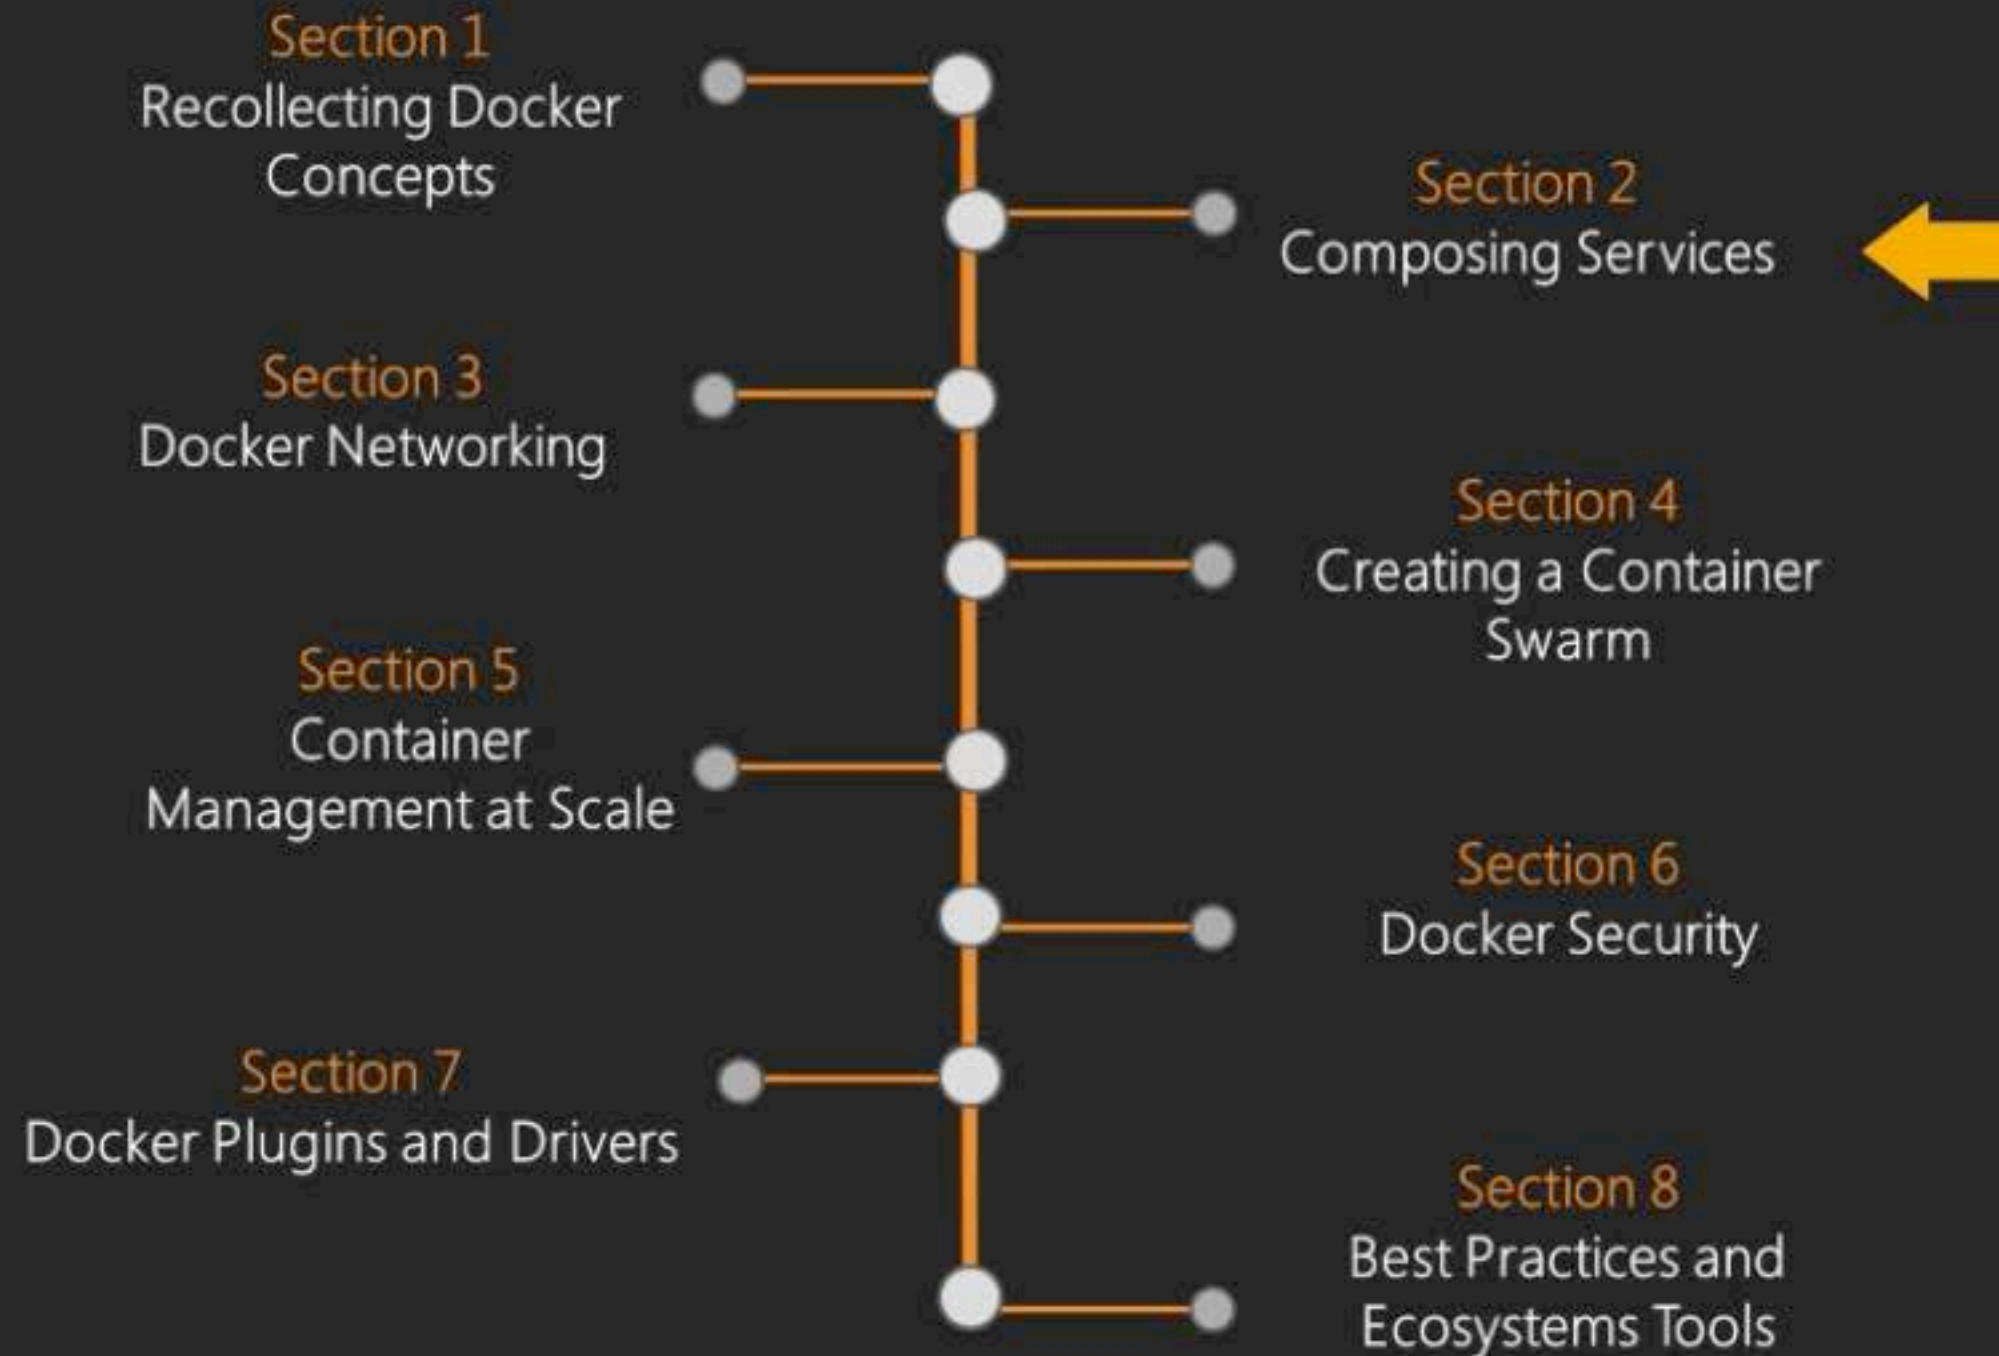 Section 1
Recollecting Docker
Concepts
Section 2
Composing Services
Section 3
Docker Networking
Section 4
Creating a Container
Swarm
Section 5
Container
Management at Scale
Section 6
Docker Security
Section 7
Docker Plugins and Drivers
Section 8
Best Practices and
Ecosystems Tools